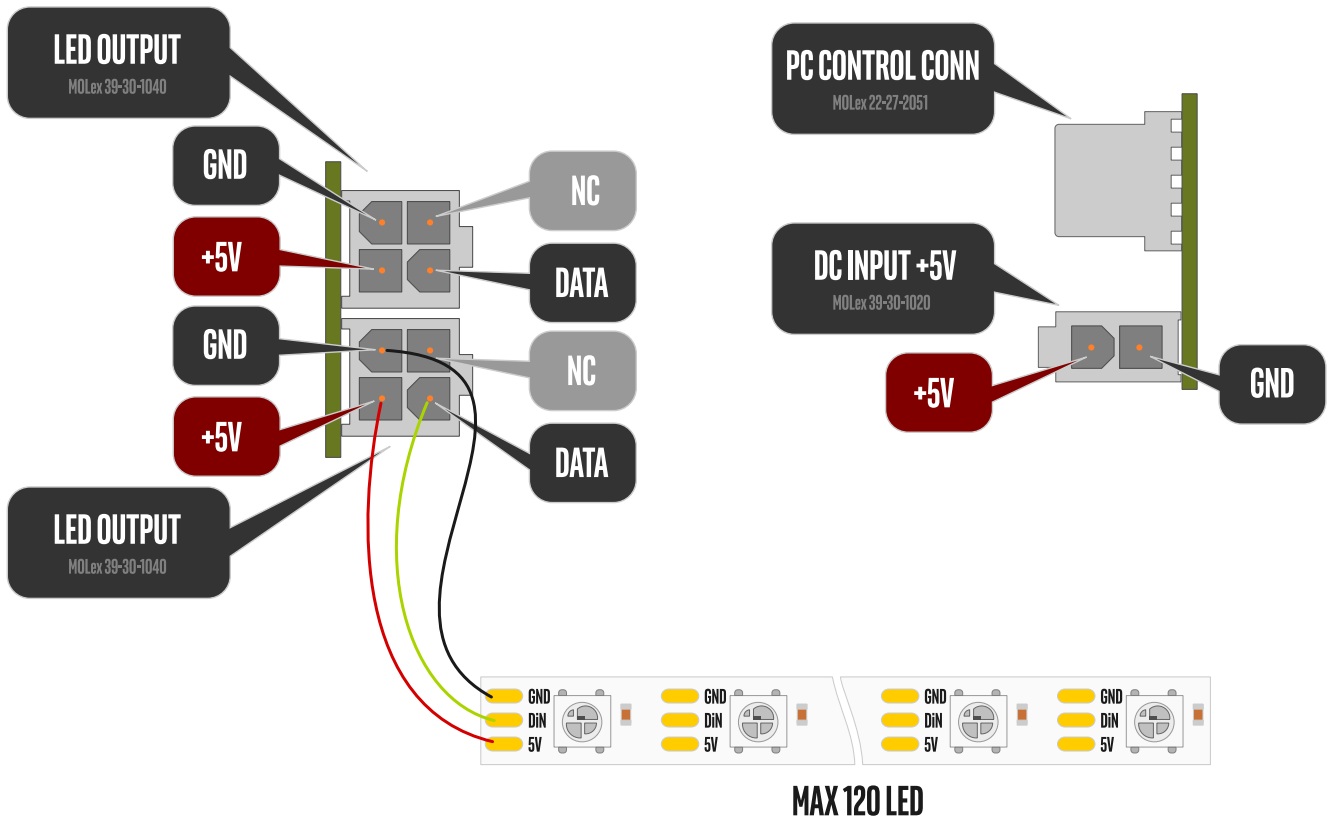 LED OUTPUT
MOLex 39-30-1040
GND
+5V
GND
+5V
LED OUTPUT
MOLex 39-30-1040
NC
DATA
NC
DATA
PC CONTROL CONN
MOLex 22-27-2051
DC INPUT +5V
MOLex 39-30-1020
+5V
GND
GND
DiN
5V
GND
DiN
5V
GND
DiN
5V
GND
DiN
5V
MAX 120 LED